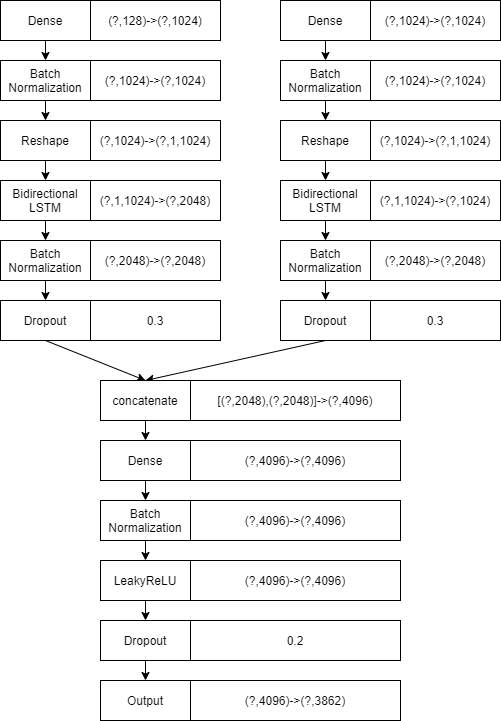 Dense
(?,128)->(?,1024)
Batch
Normalization
(?,1024)->(?,1024)
Reshape
(?,1024)->(?,1,1024)
Bidirectional
LSTM
(?,1,1024)->(?,2048)
Batch
Normalization
(?,2048)->(?,2048)
Dropout
0.3
Dense
(?,1024)->(?,1024)
Batch
Normalization
(?,1024)->(?,1024)
Reshape
(?,1024)->(?,1,1024)
Bidirectional
LSTM
(?,1,1024)->(?,1024)
Batch
Normalization
(?,2048)->(?,2048)
Dropout
0.3
concatenate
[(?,2048),(?,2048)]->(?,4096)
Dense
(?,4096)->(?,4096)
Batch
Normalization
(?,4096)->(?,4096)
LeakyReLU
(?,4096)->(?,4096)
Dropout
0.2
Output
(?,4096)->(?,3862)